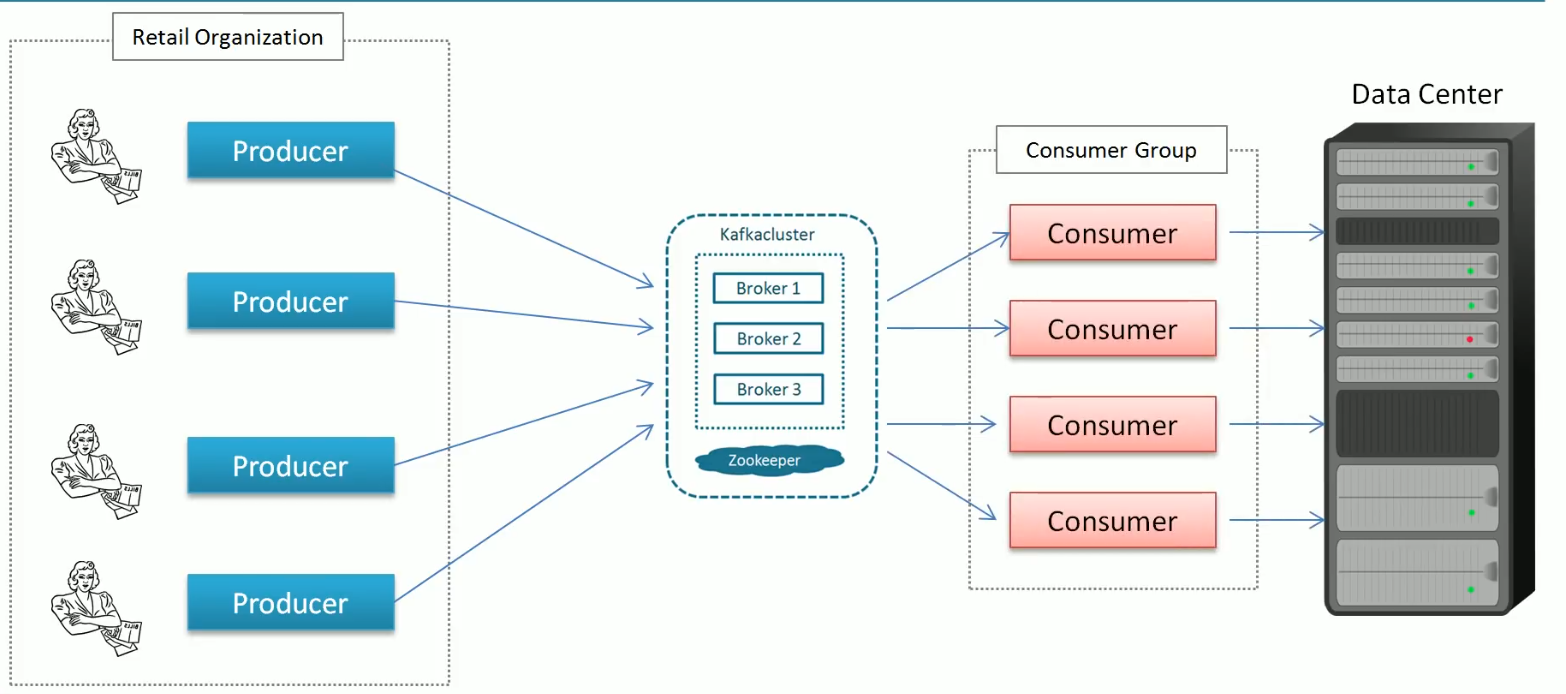 Retail Organization
Producer
Producer
Producer
Producer
Kafkacluster
Broker 1
Broker 2
Broker 3
Zookeeper
Consumer Group
Consumer
Consumer
Consumer
Consumer
Data Center